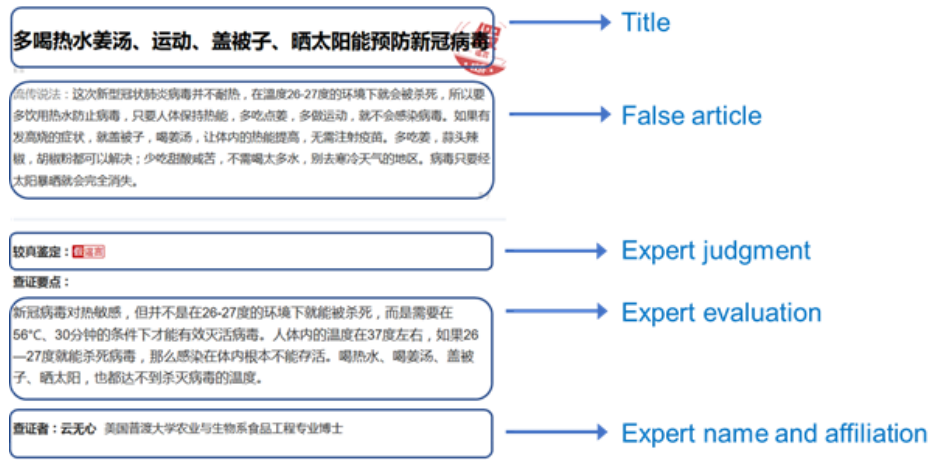 多喝热水姜汤、运动、盖被子、晒太阳能预防新冠病毒
Title
流传说法：这次新型冠状肺炎病毒并不耐热，在温度26-27度的环境下就会被杀死，所以要
多饮用热水防止病毒，只要人体保持热能，多吃点姜，多做运动，就不会感染病毒。如果有
发高烧的症状，就盖被子，喝姜汤，让体内的热能提高，无需注射疫苗。多吃姜，蒜头辣
椒，胡椒粉都可以解决；少吃甜酸咸苦，不需喝太多水，别去寒冷天气的地区。病毒只要经
太阳暴晒就会完全消失。
False article
较真鉴定：假 谣言
Expert judgment
查证要点：
新冠病毒对热敏感，但并不是在26-27度的环境下就能被杀死，而是需要在
56°C、30分钟的条件下才能有效灭活病毒。人体内的温度在37度左右，如果26
—27度就能杀死病毒，那么感染在体内根本不能存活。喝热水、喝姜汤、盖被
子、晒太阳，也都达不到杀灭病毒的温度。
Expert evaluation
查证者：云无心 美国普渡大学农业与生物系食品工程专业博士
Expert name and affiliation